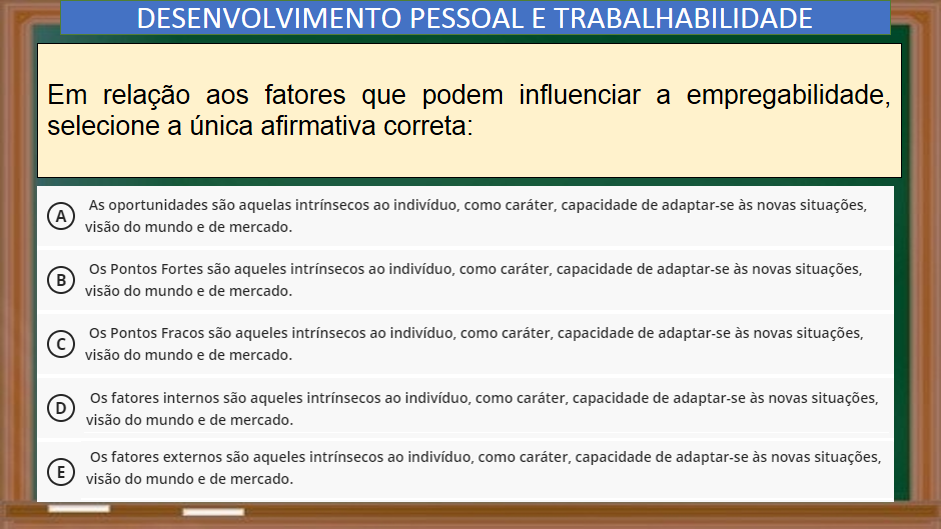 DESENVOLVIMENTO PESSOAL E TRABALHABILIDADE
Em relação aos fatores que podem influenciar a empregabilidade,
selecione a única afirmativa correta:
A As oportunidades são aquelas intrínsecos ao indivíduo, como caráter, capacidade de adaptar-se às novas situações,
visão do mundo e de mercado.
B Os Pontos Fortes são aqueles intrínsecos ao indivíduo, como caráter, capacidade de adaptar-se às novas situações,
visão do mundo e de mercado.
C Os Pontos Fracos são aqueles intrínsecos ao indivíduo, como caráter, capacidade de adaptar-se às novas situações,
visão do mundo e de mercado.
D Os fatores internos são aqueles intrínsecos ao indivíduo, como caráter, capacidade de adaptar-se às novas situações,
visão do mundo e de mercado.
E Os fatores externos são aqueles intrínsecos ao indivíduo, como caráter, capacidade de adaptar-se às novas situações,
visão do mundo e de mercado.